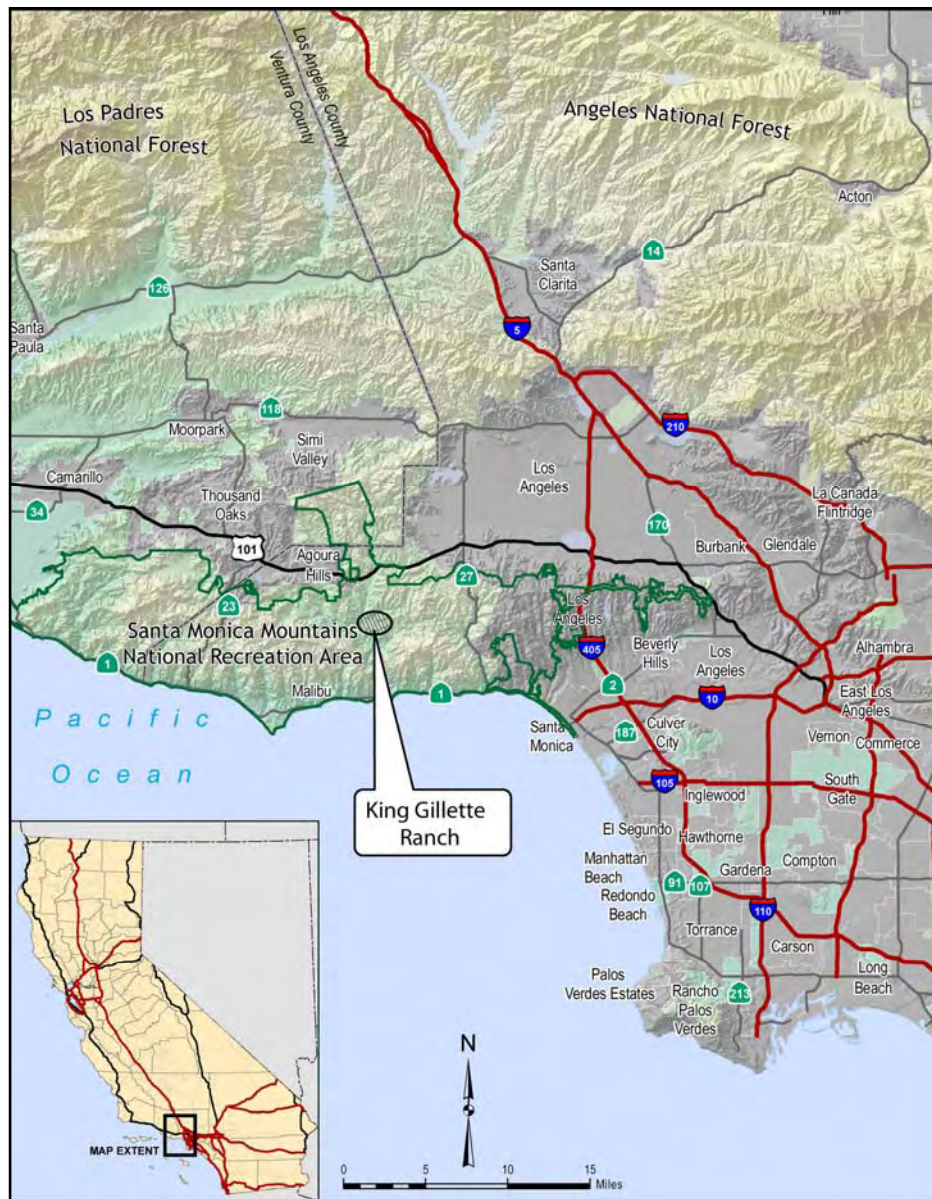 Hill
Los Angeles County
Ventura County
Los Padres
National Forest
Angeles National Forest
Acton
14
Santa
Clarita
126
Santa
Paula
5
118
Moorpark
Simi
Valley
210
Camarillo
Los
Angeles
Thousand
Oaks
La Canada
Flintridge
34
170
101
Burbank
Glendale
Agoura
Hills
27
23
Los
Angeles
Santa Monica Mountains
National Recreation Area
405
Beverly
Hills
Los
Angeles
Alhambra
1
2
Malibu
1
10
East Los
Angeles
Pacific
Ocean
Santa
Monica
187
Culver
City
Vernon
Commerce
105
Inglewood
South
Gate
King Gillette
Ranch
El Segundo
Hawthorne
Manhattan
Beach
Gardena
Compton
91
107
Redondo
Beach
110
Torrance
Carson
Palos
Verdes Estates
Rancho
Palos
Verdes
213
Long
Beach
N
MAP EXTENT
0 5 10 15
Miles